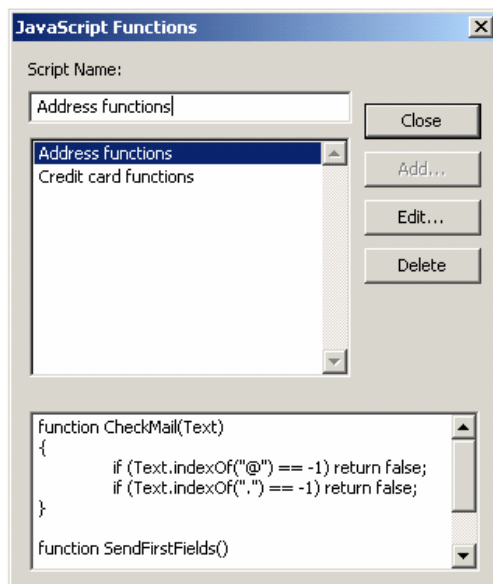 JavaScript Functions
Script Name:
Address functions
Close
Address functions
Credit card functions
Add...
Edit...
Delete
function CheckMail(Text)
{
if (Text.indexOf("@") == -1) return false;
if (Text.indexOf(".") == -1) return false;
}
function SendFirstFields()